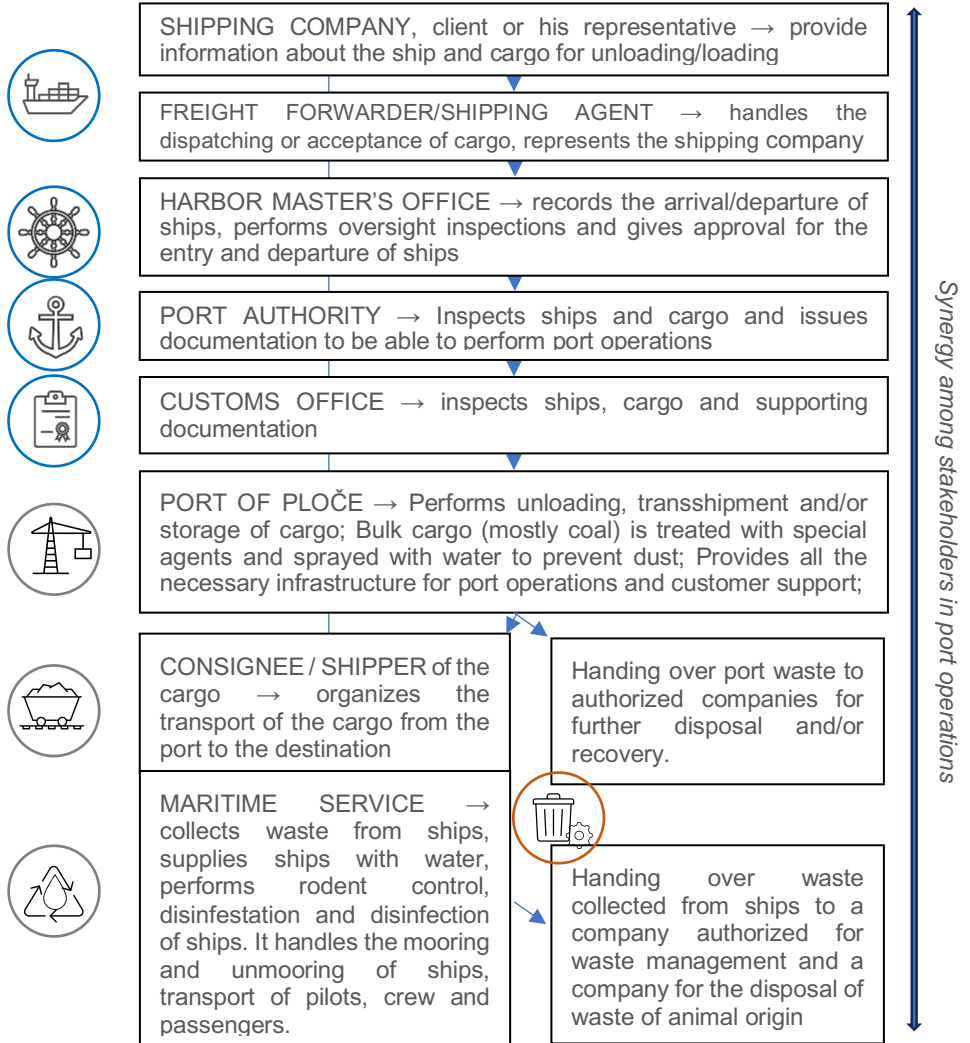 SHIPPING COMPANY, client or his representative → provide
information about the ship and cargo for unloading/loading
FREIGHT FORWARDER/SHIPPING AGENT → handles the
dispatching or acceptance of cargo, represents the shipping company
HARBOR MASTER'S OFFICE → records the arrival/departure of
ships, performs oversight inspections and gives approval for the
entry and departure of ships
PORT AUTHORITY → Inspects ships and cargo and issues
documentation to be able to perform port operations
CUSTOMS OFFICE → inspects ships, cargo and supporting
documentation
PORT OF PLOČE → Performs unloading, transshipment and/or
storage of cargo; Bulk cargo (mostly coal) is treated with special
agents and sprayed with water to prevent dust; Provides all the
necessary infrastructure for port operations and customer support;
CONSIGNEE / SHIPPER of the
cargo → organizes the
transport of the cargo from the
port to the destination
Handing over port waste to
authorized companies for
further disposal and/or
recovery.
MARITIME SERVICE →
collects waste from ships,
supplies ships with water,
performs rodent control,
disinfestation and disinfection
of ships. It handles the mooring
and unmooring of ships,
transport of pilots, crew and
passengers.
Handing over waste
collected from ships to a
company authorized for
waste management and a
company for the disposal of
waste of animal origin
Synergy among stakeholders in port operations